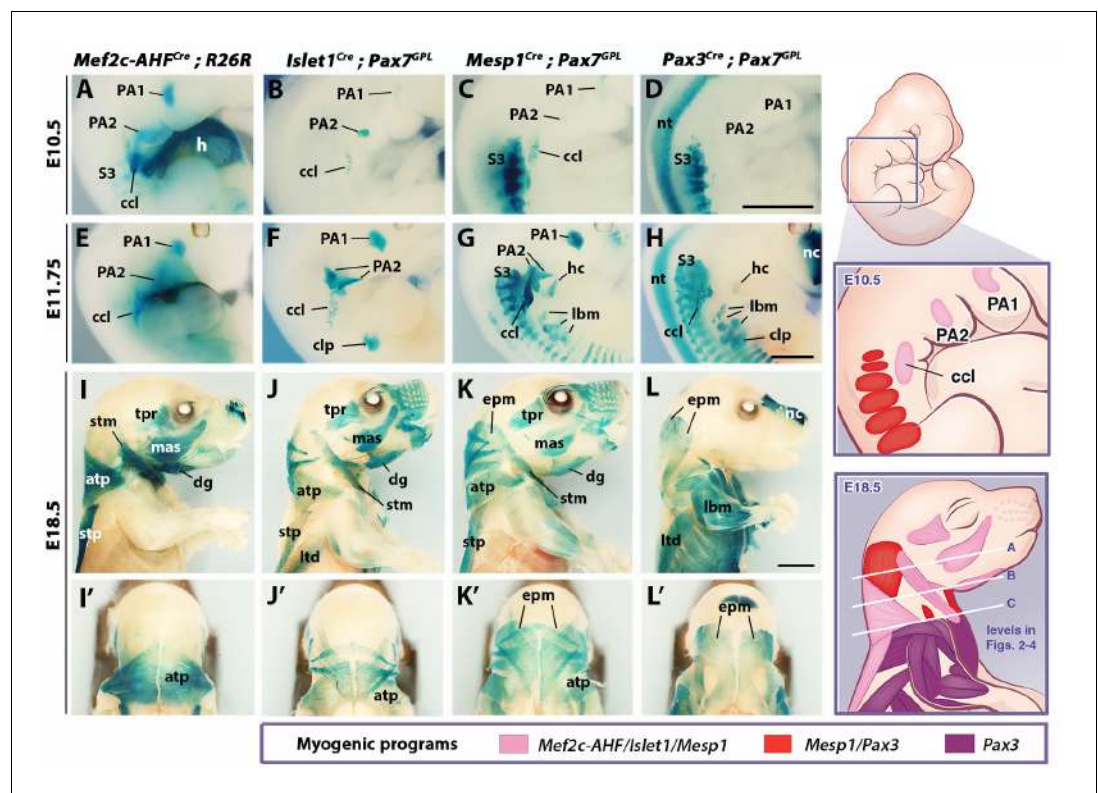 Mef2c-AHFCre ; R26R
Islet1Cre ; Pax7GPL
Mesp1Cre ; Pax7GPL
Pax3Cre ; Pax7GPL
E10.5
A
PA1
PA2
h
S3
ccl
B
PA1
PA2
ccl
C
PA1
PA2
S3
ccl
D
PA1
nt
PA2
S3
E11.75
E
PA1
PA2
ccl
F
PA1
PA2
ccl
clp
G
PA1
PA2
S3
hc
ccl
lbm
H
S3
nc
nt
hc
lbm
ccl
clp
E18.5
I
stm
tpr
mas
atp
dg
stp
J
tpr
mas
dg
atp
stm
stp
ltd
K
epm
tpr
mas
dg
atp
stm
stp
L
epm
nc
lbm
ltd
I’
atp
J’
atp
K’
epm
atp
L’
epm
E10.5
PA1
PA2
ccl
E18.5
A
B
C
levels in
Figs. 2-4
Myogenic programs
Mef2c-AHF/Islet1/Mesp1
Mesp1/Pax3
Pax3